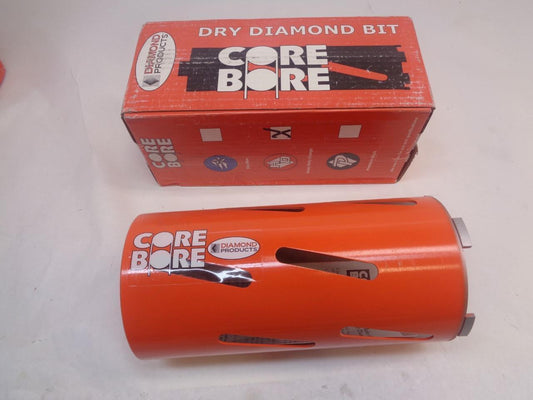 DIAMOND
PRODUCTS
DRY DIAMOND BIT
CORE
BORE
CORE
BORE
CORE
BORE
DIAMOND
PRODUCTS